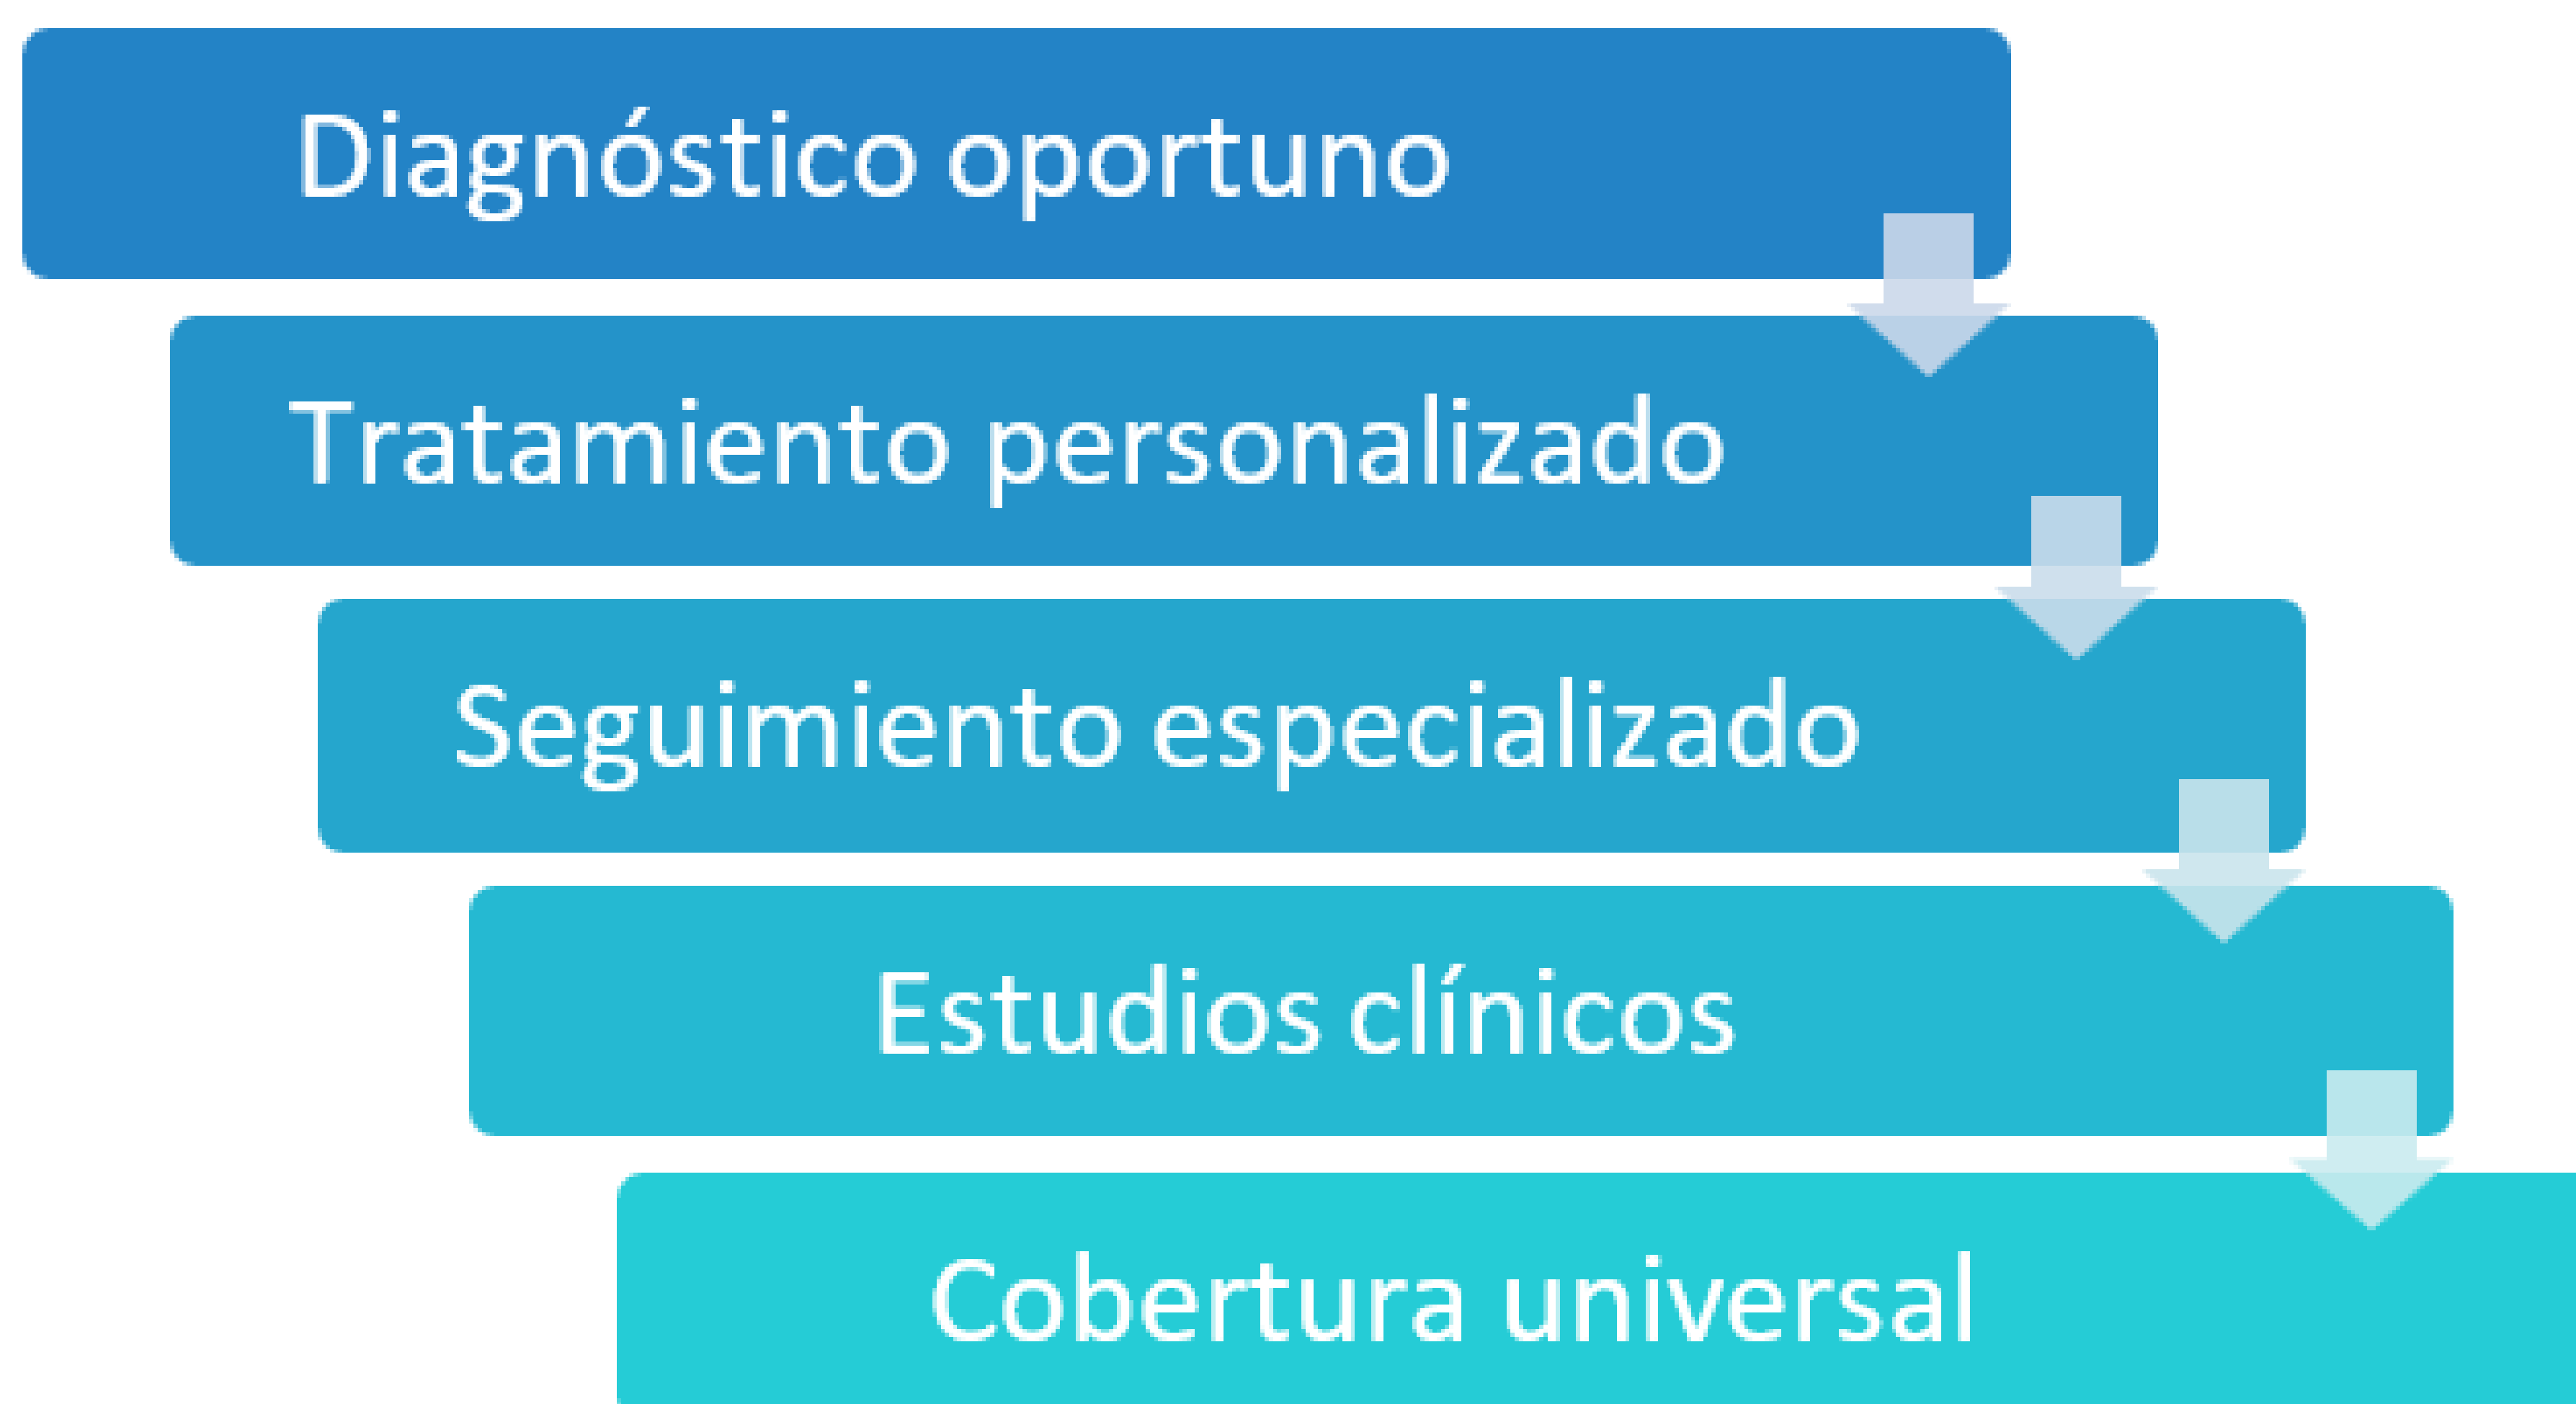 Diagnóstico oportuno
Tratamiento personalizado
Seguimiento especializado
Estudios clínicos
Cobertura universal